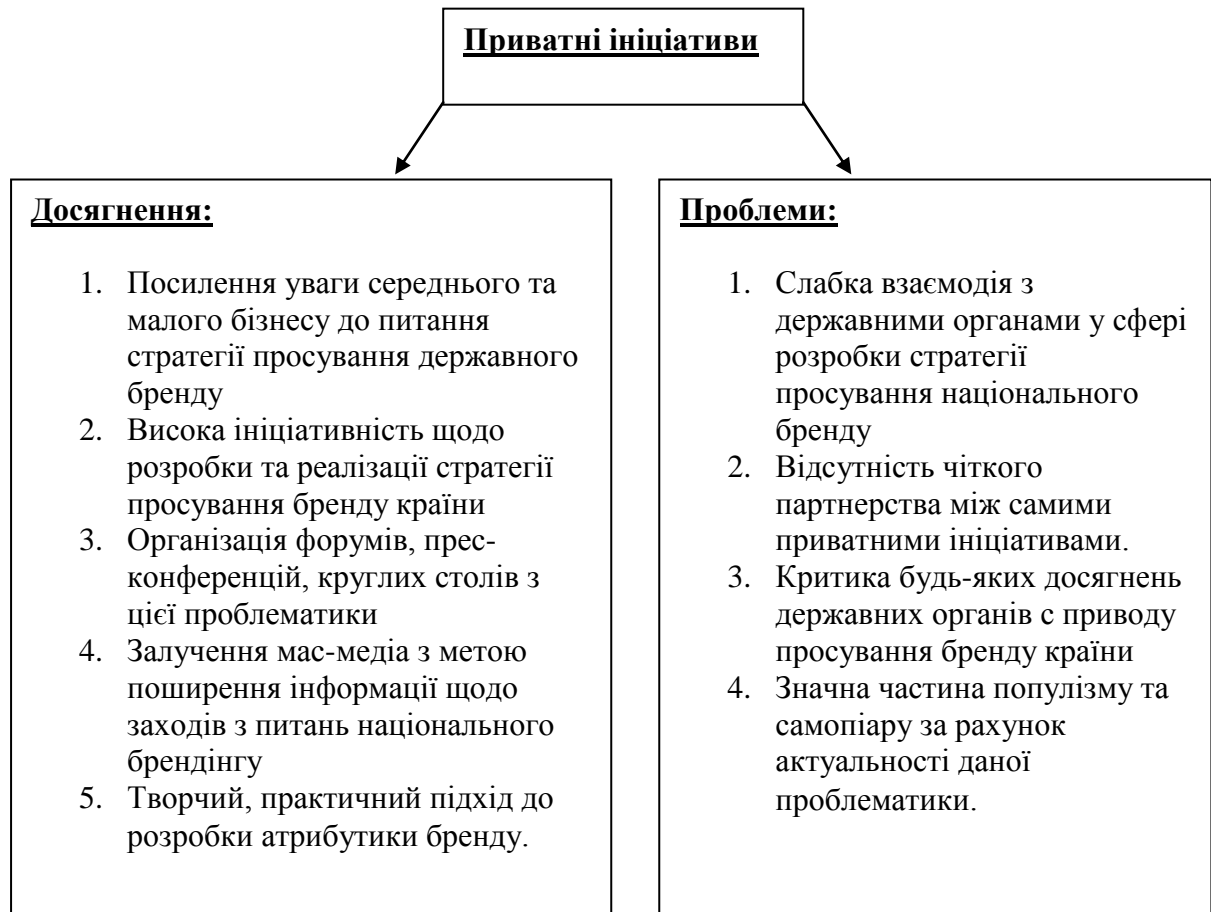 Приватні ініціативи
Досягнення:
1. Посилення уваги середнього та
малого бізнесу до питання
стратегії просування державного
бренду
2. Висока ініціативність щодо
розробки та реалізації стратегії
просування бренду країни
3. Організація форумів, прес-
конференцій, круглих столів з
цієї проблематики
4. Залучення мас-медіа з метою
поширення інформації щодо
заходів з питань національного
брендінгу
5. Творчий, практичний підхід до
розробки атрибутики бренду.
Проблеми:
1. Слабка взаємодія з
державними органами у сфері
розробки стратегії
просування національного
бренду
2. Відсутність чіткого
партнерства між самими
приватними ініціативами.
3. Критика будь-яких досягнень
державних органів с приводу
просування бренду країни
4. Значна частина популізму та
самопіару за рахунок
актуальності даної
проблематики.